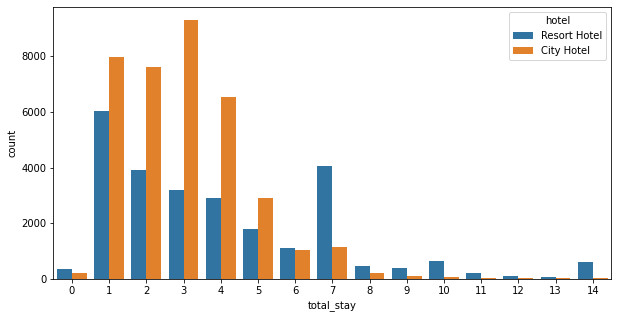 hotel
Resort Hotel
City Hotel
8000
6000
4000
2000
0
count
0 1 2 3 4 5 6 7 8 9 10 11 12 13 14
total_stay